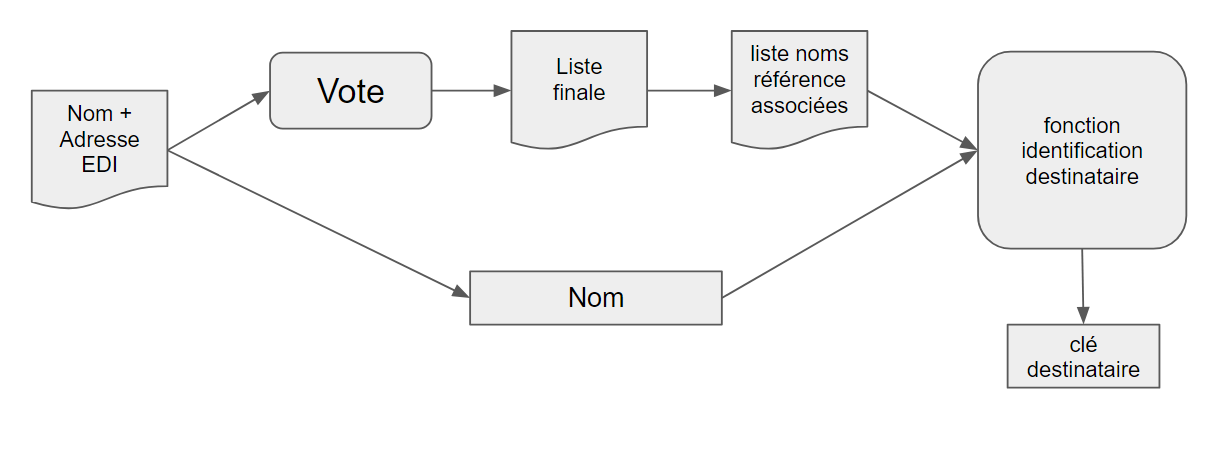 Nom +
Adresse
EDI
Vote
Liste
finale
liste noms
référence
associées
fonction
identification
destinataire
Nom
clé
destinataire